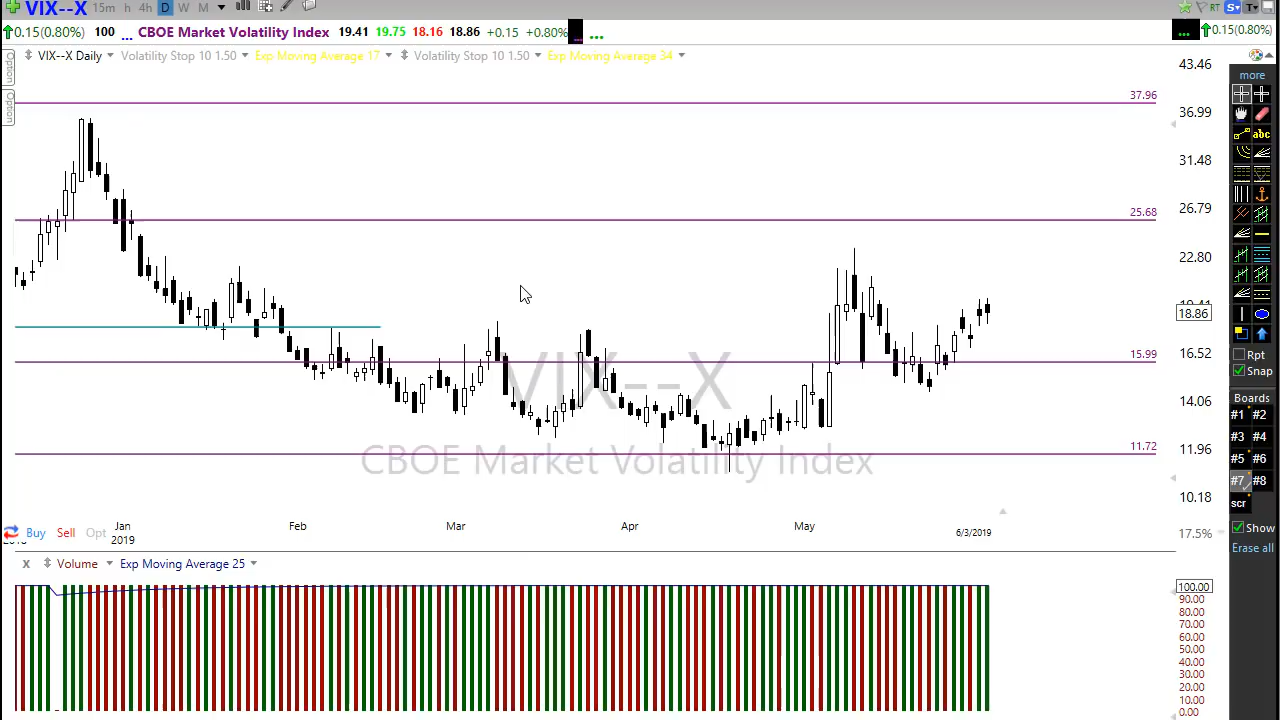 VIX--X 15m h 4h D W M RT S T
0.15(0.80%) 100 ... CBOE Market Volatility Index 19.41 19.75 18.16 18.86 +0.15 +0.80% ... ... 0.15(0.80%)
VIX--X Daily Volatility Stop 10 1.50 Exp Moving Average 17 Volatility Stop 10 1.50 Exp Moving Average 34
Option
Option
43.46
37.96
36.99
31.48
26.79
25.68
22.80
19.41
18.86
16.52
15.99
14.06
11.96
11.72
10.18
17.5%
VIX--X
CBOE Market Volatility Index
Jan Feb Mar Apr May
2019 6/3/2019
Buy Sell Opt
X Volume Exp Moving Average 25
100.00
90.00
80.00
70.00
60.00
50.00
40.00
30.00
20.00
10.00
0.00
more
abc
Rpt
Snap
Boards
#1 #2
#3 #4
#5 #6
#7 #8
scr
Show
Erase all